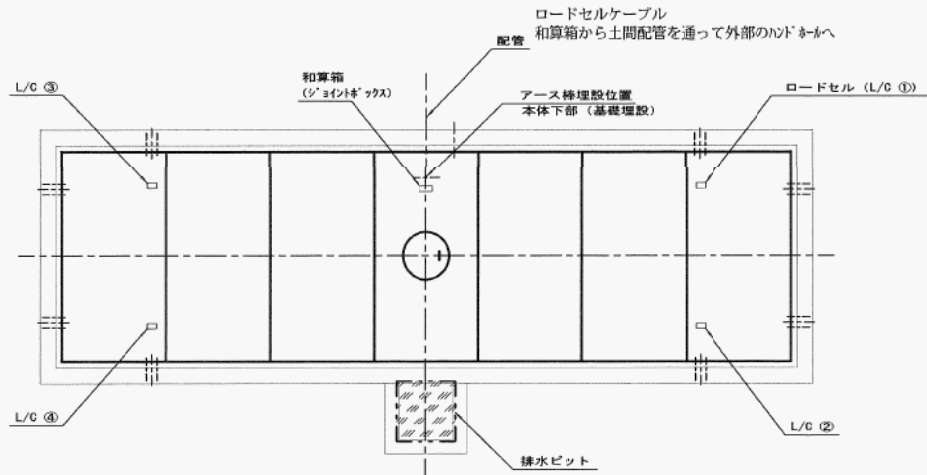 ロードセルケーブル
和算箱から土間配管を通って外部のハンドホールへ
配管
和算箱
(ジョイントボックス)
L/C ③
アース棒埋設位置
本体下部 (基礎埋設)
ロードセル (L/C ①)
L/C ④
L/C ②
排水ピット